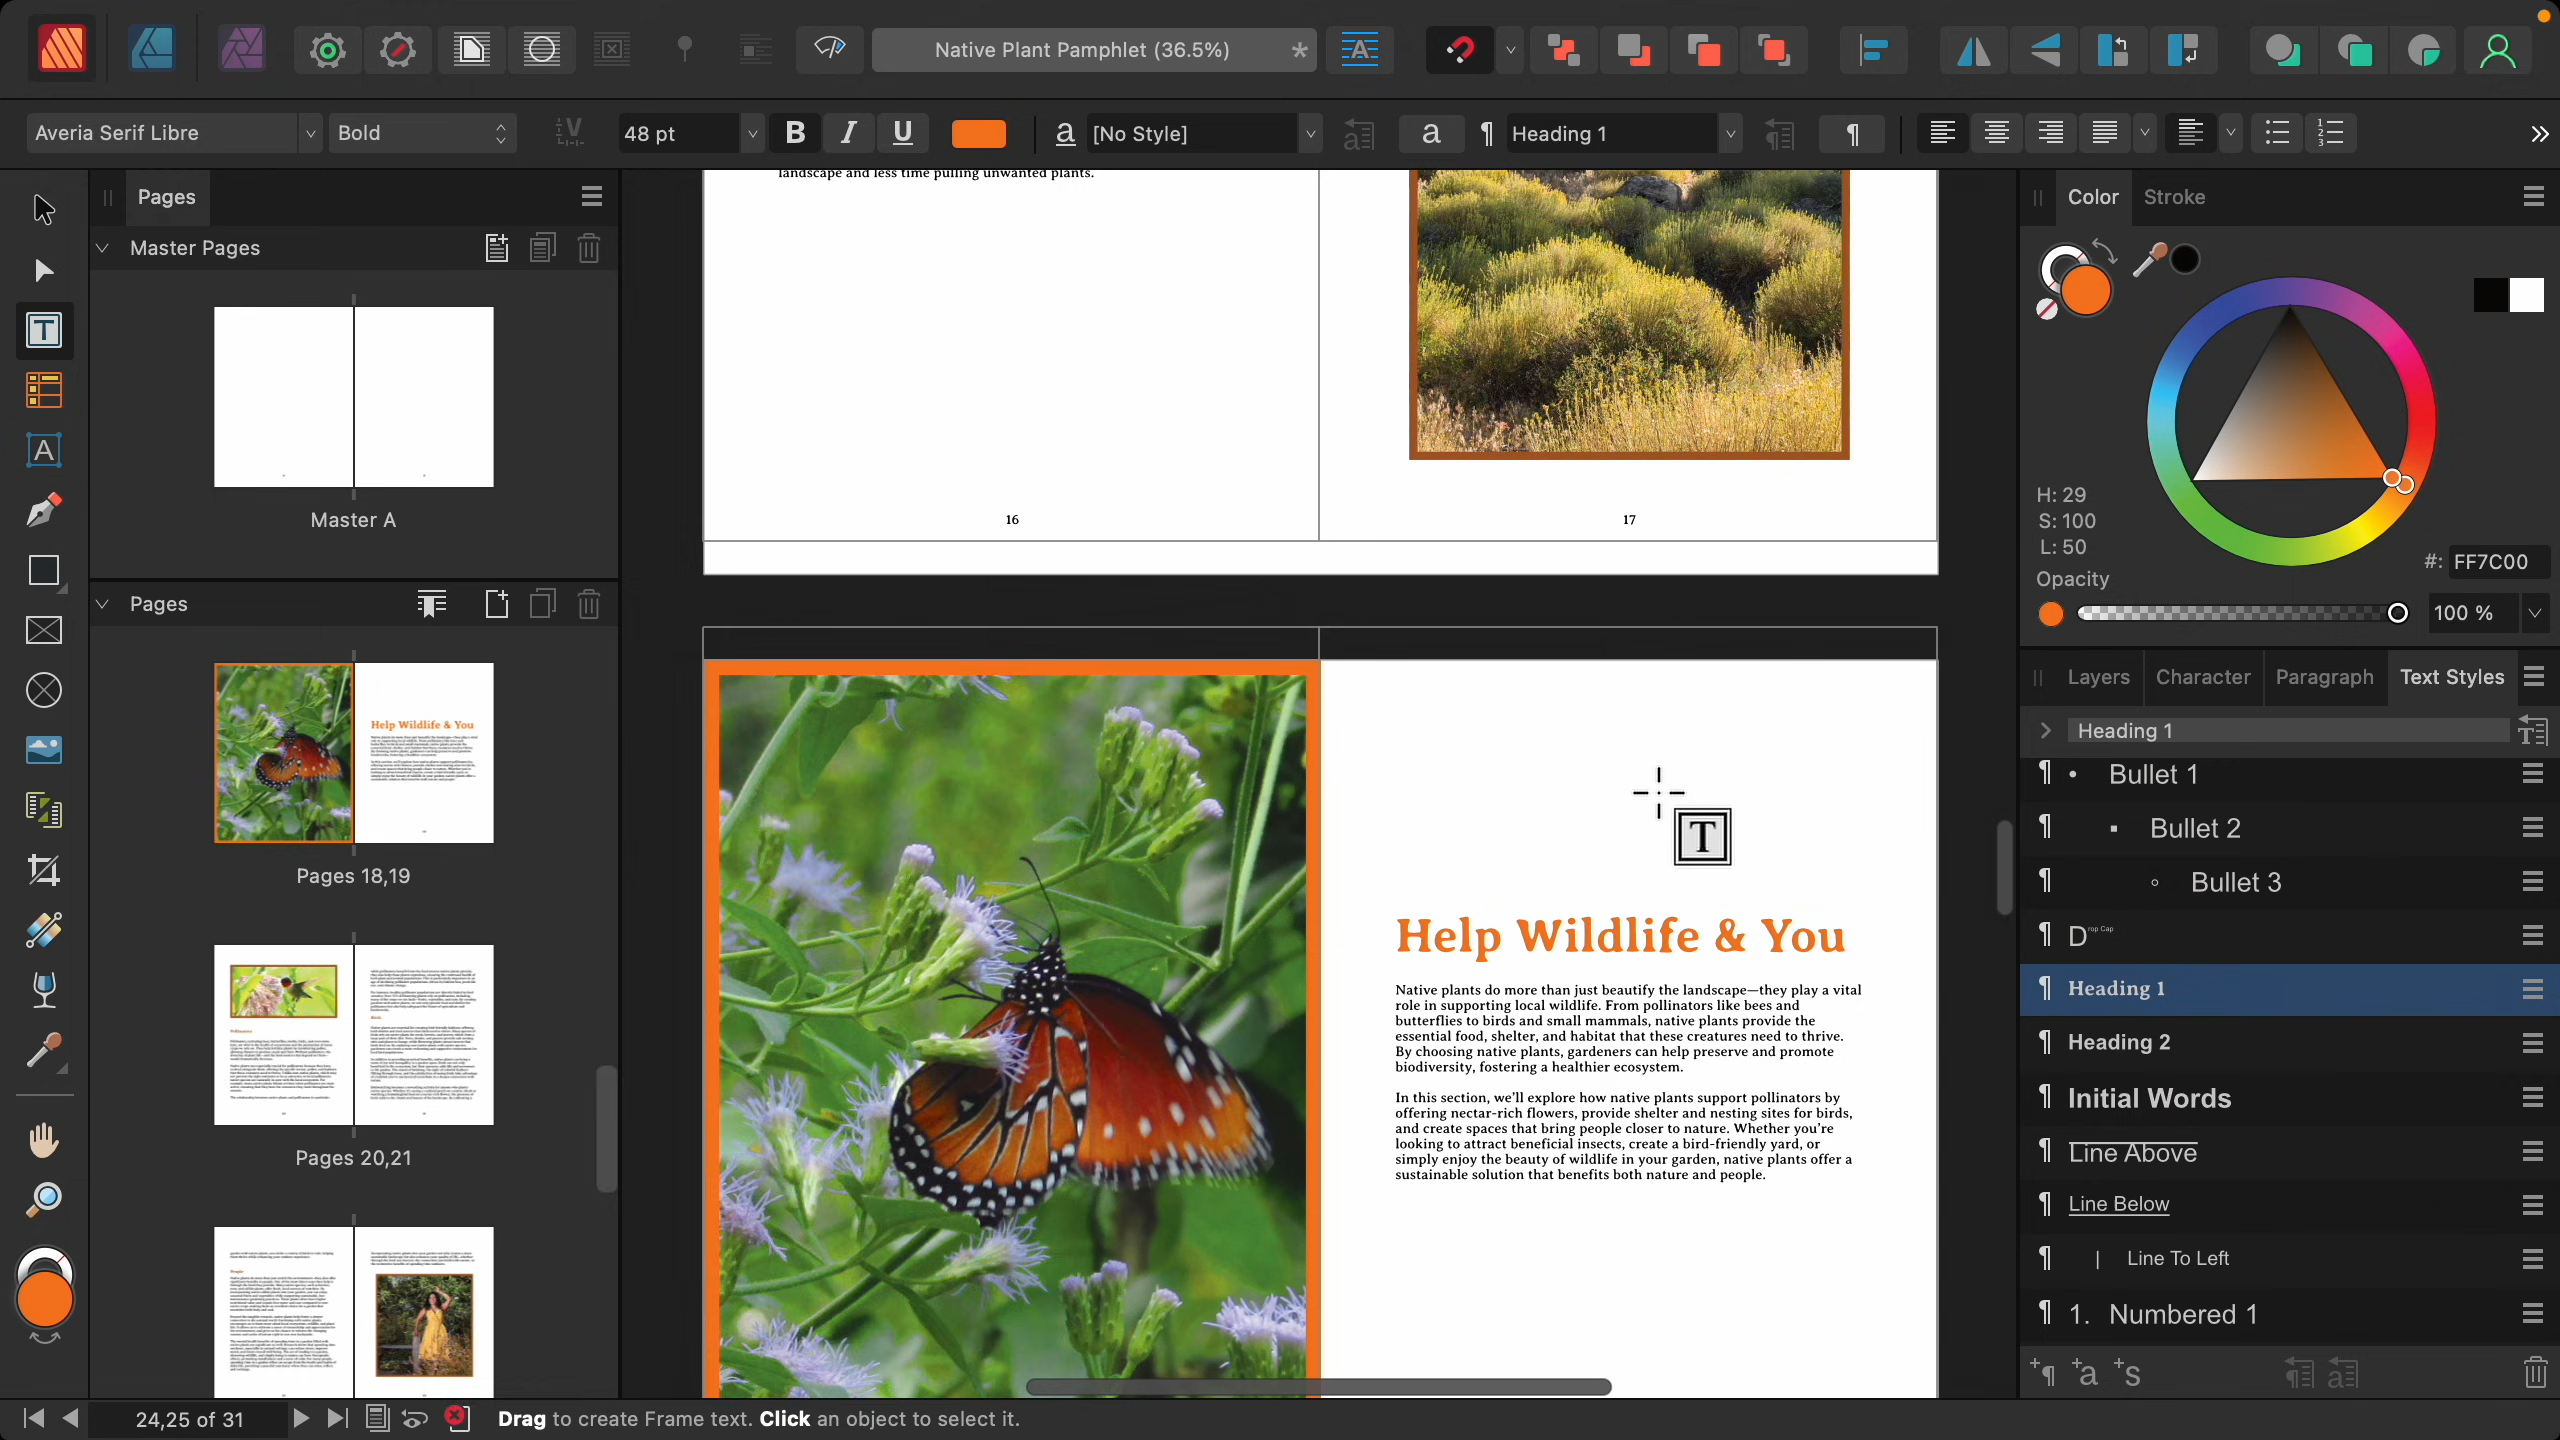 Native Plant Pamphlet (36.5%)
*
A
Averia Serif Libre
Bold
48 pt
B
I
U
a
[No Style]
a
¶
Heading 1
¶
Pages
Master Pages
Master A
Pages
Help Wildlife & You
Pages 18,19
Pages 20,21
landscape and less time pulling unwanted plants.
16
17
T
Help Wildlife & You
Native plants do more than just beautify the landscape—they play a vital
role in supporting local wildlife. From pollinators like bees and
butterflies to birds and small mammals, native plants provide the
essential food, shelter, and habitat that these creatures need to thrive.
By choosing native plants, gardeners can help preserve and promote
biodiversity, fostering a healthier ecosystem.
In this section, we'll explore how native plants support pollinators by
offering nectar-rich flowers, provide shelter and nesting sites for birds,
and create spaces that bring people closer to nature. Whether you're
looking to attract beneficial insects, create a bird-friendly yard, or
simply enjoy the beauty of wildlife in your garden, native plants offer a
sustainable solution that benefits both nature and people.
Color
Stroke
H: 29
S: 100
L: 50
#: FF7C00
Opacity
100 %
Layers
Character
Paragraph
Text Styles
Heading 1
¶ • Bullet 1
¶ ▪ Bullet 2
¶ ◦ Bullet 3
¶ Drop Cap
¶ Heading 1
¶ Heading 2
¶ Initial Words
¶ Line Above
¶ Line Below
¶ | Line To Left
¶ 1. Numbered 1
24,25 of 31
Drag to create Frame text. Click an object to select it.